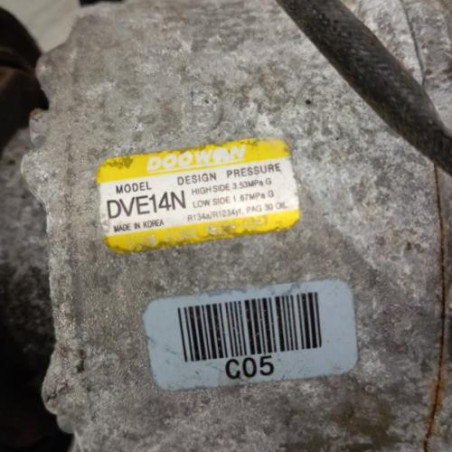 DOOWON
MODEL DESIGN PRESSURE
DVE14N HIGH SIDE 3.53MPa G
LOW SIDE 1.67MPa G
MADE IN KOREA R134a/R1234yf, PAG 30 OIL
C05